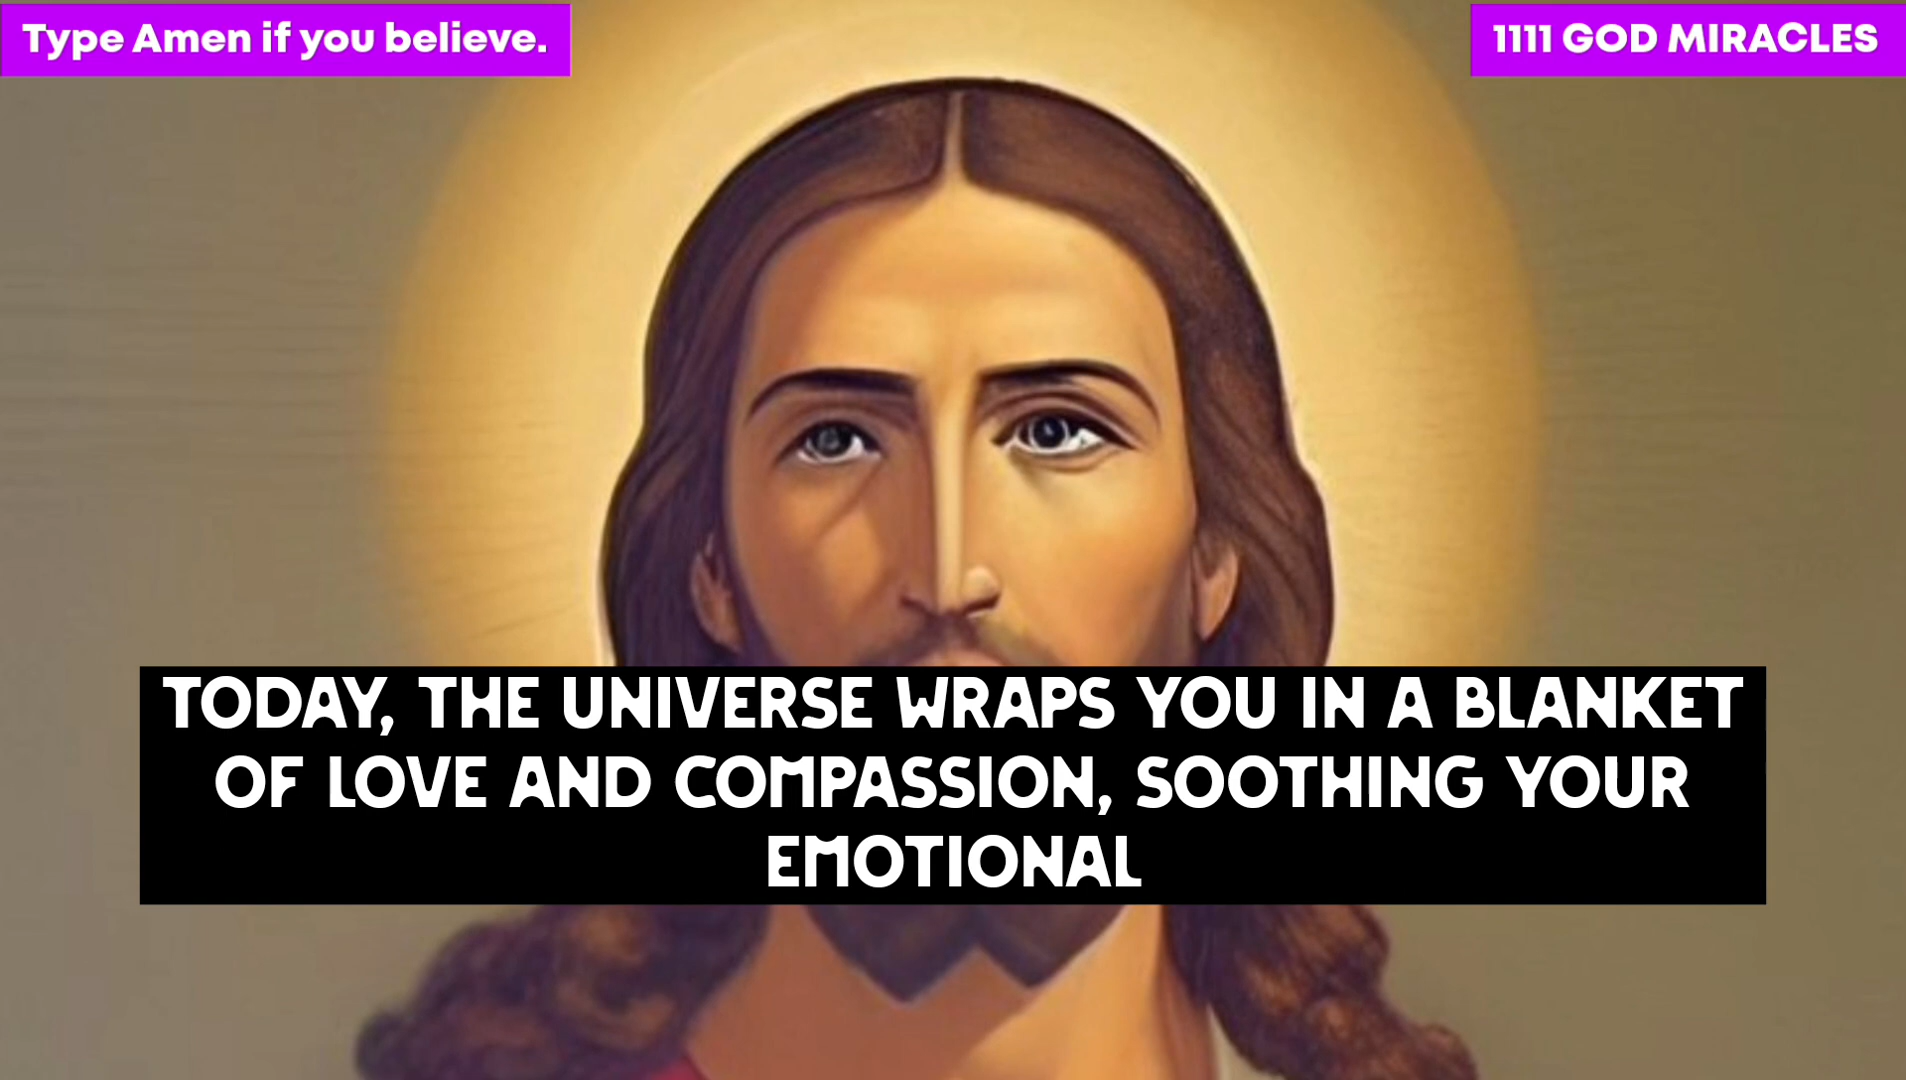 Type Amen if you believe.
1111 GOD MIRACLES
TODAY, THE UNIVERSE WRAPS YOU IN A BLANKET
OF LOVE AND COMPASSION, SOOTHING YOUR
EMOTIONAL